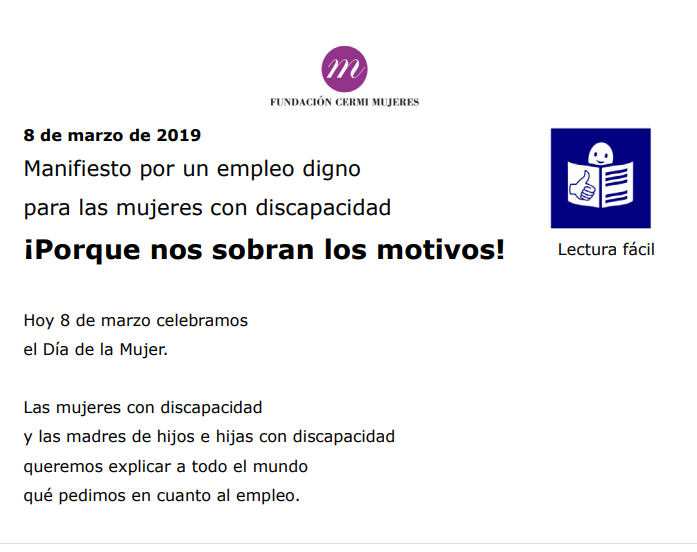 m
FUNDACIÓN CERMI MUJERES
8 de marzo de 2019
Manifiesto por un empleo digno
para las mujeres con discapacidad
¡Porque nos sobran los motivos!
Lectura fácil
Hoy 8 de marzo celebramos
el Día de la Mujer.
Las mujeres con discapacidad
y las madres de hijos e hijas con discapacidad
queremos explicar a todo el mundo
qué pedimos en cuanto al empleo.